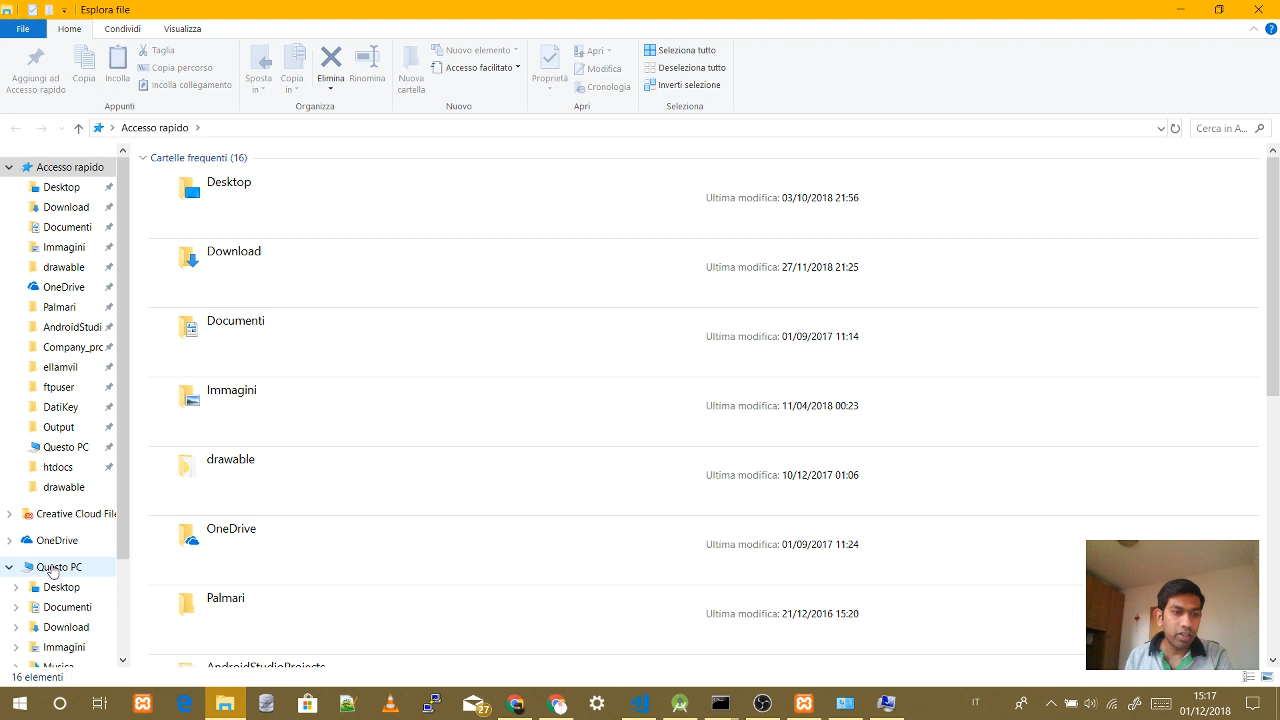 Esplora file
File Home Condividi Visualizza
Aggiungi ad Accesso rapido
Copia
Incolla
Taglia
Copia percorso
Incolla collegamento
Appunti
Sposta in
Copia in
Elimina
Rinomina
Organizza
Nuova cartella
Nuovo elemento
Accesso facilitato
Nuovo
Proprietà
Apri
Modifica
Cronologia
Apri
Seleziona tutto
Deseleziona tutto
Inverti selezione
Seleziona
Accesso rapido
Cerca in A...
Accesso rapido
Desktop
Download
Documenti
Immagini
drawable
OneDrive
Palmari
AndroidStudi
Company_prc
ellamvil
ftpuser
DatiKey
Output
Questo PC
htdocs
drawable
Creative Cloud File
OneDrive
Questo PC
Desktop
Documenti
Download
Immagini
Musica
Cartelle frequenti (16)
Desktop
Ultima modifica: 03/10/2018 21:56
Download
Ultima modifica: 27/11/2018 21:25
Documenti
Ultima modifica: 01/09/2017 11:14
Immagini
Ultima modifica: 11/04/2018 00:23
drawable
Ultima modifica: 10/12/2017 01:06
OneDrive
Ultima modifica: 01/09/2017 11:24
Palmari
Ultima modifica: 21/12/2016 15:20
AndroidStudioProjects
16 elementi
27
IT
15:17
01/12/2018